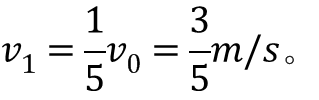 v₁ = 1/5 v₀ = 3/5 m/s。